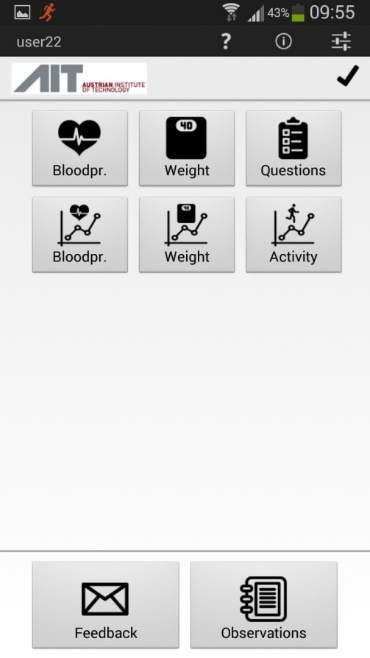 43% 09:55
user22 ?
AIT AUSTRIAN INSTITUTE
OF TECHNOLOGY
40
Bloodpr. Weight Questions
Bloodpr. Weight Activity
Feedback Observations